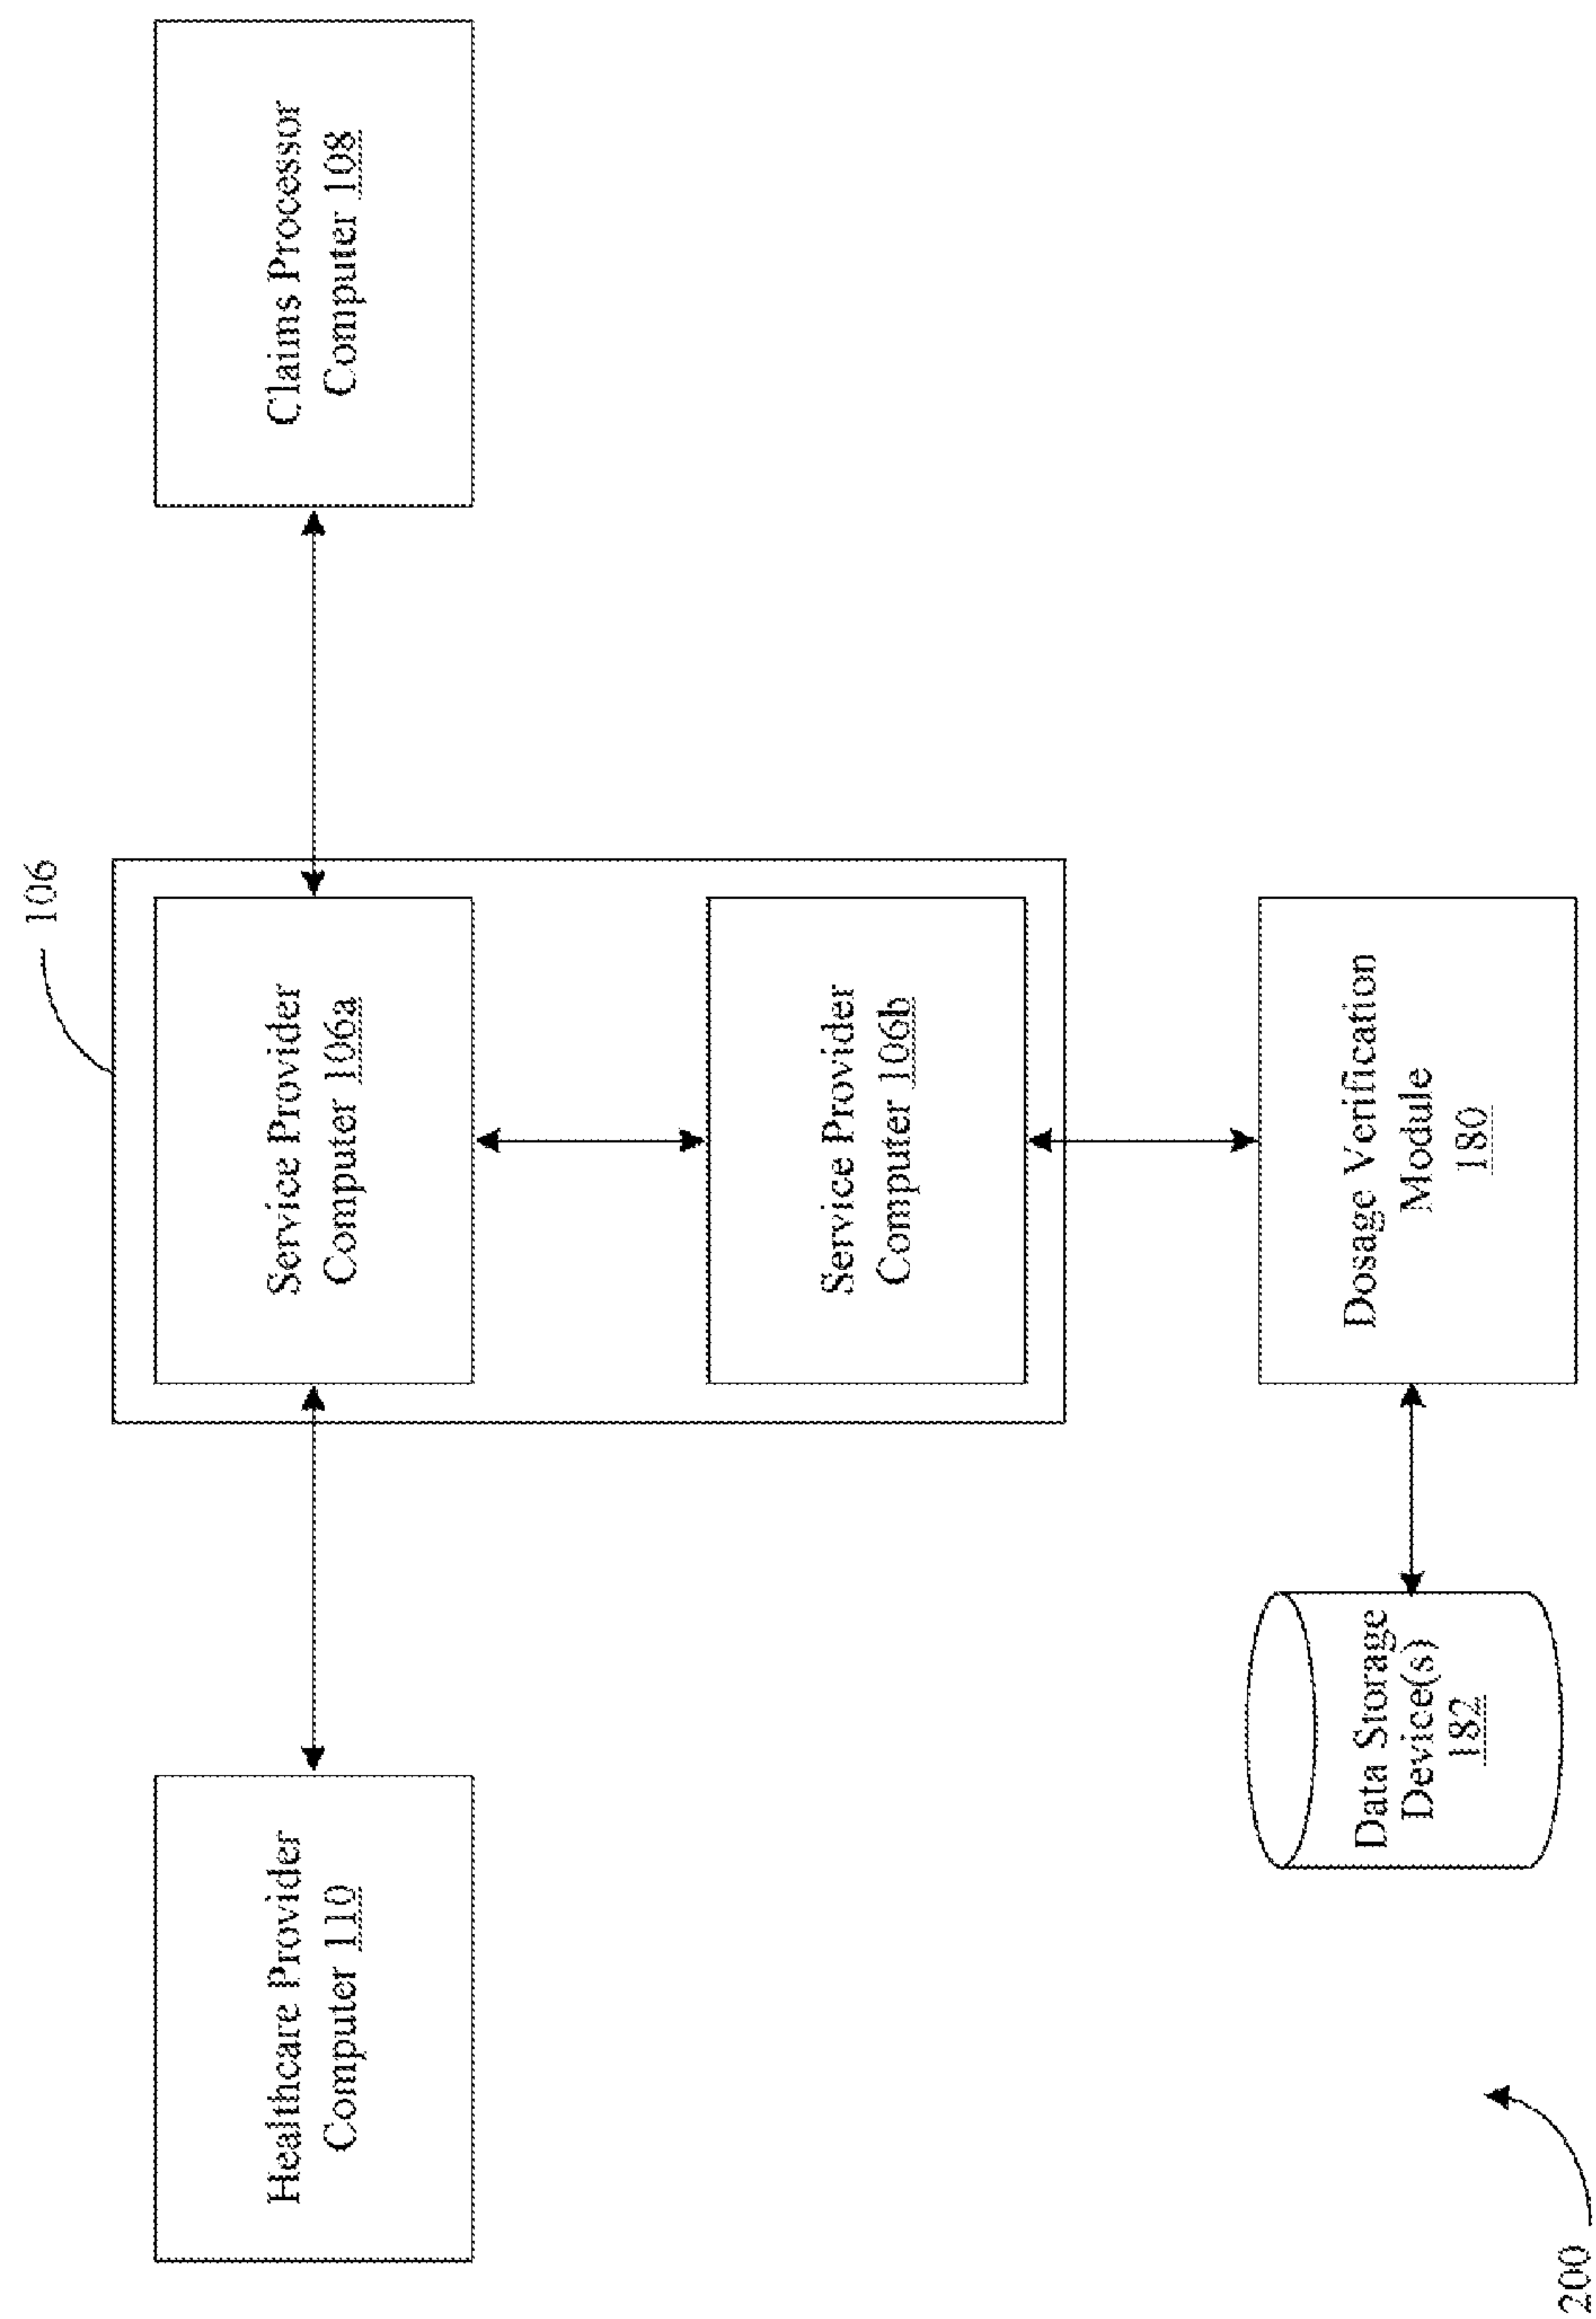 106
Healthcare Provider
Computer 110
Service Provider
Computer 106a
Claims Processor
Computer 108
Service Provider
Computer 106b
Data Storage
Device(s)
182
Dosage Verification
Module
180
200